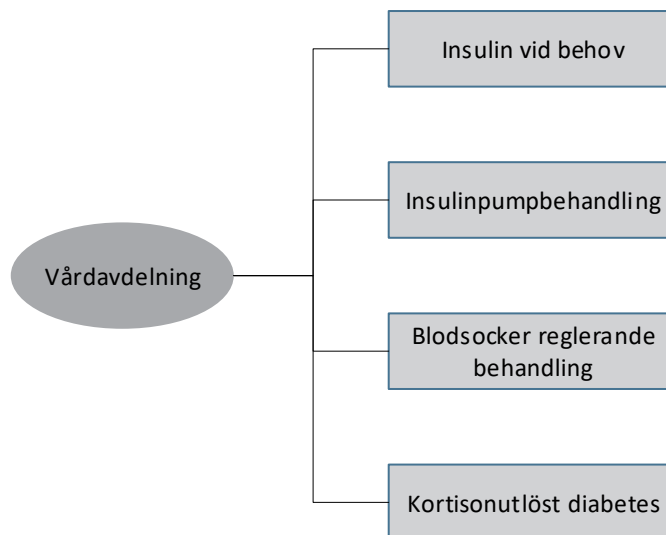 Insulin vid behov
Insulinpumpbehandling
Vårdavdelning
Blodsocker reglerande
behandling
Kortisonutlöst diabetes